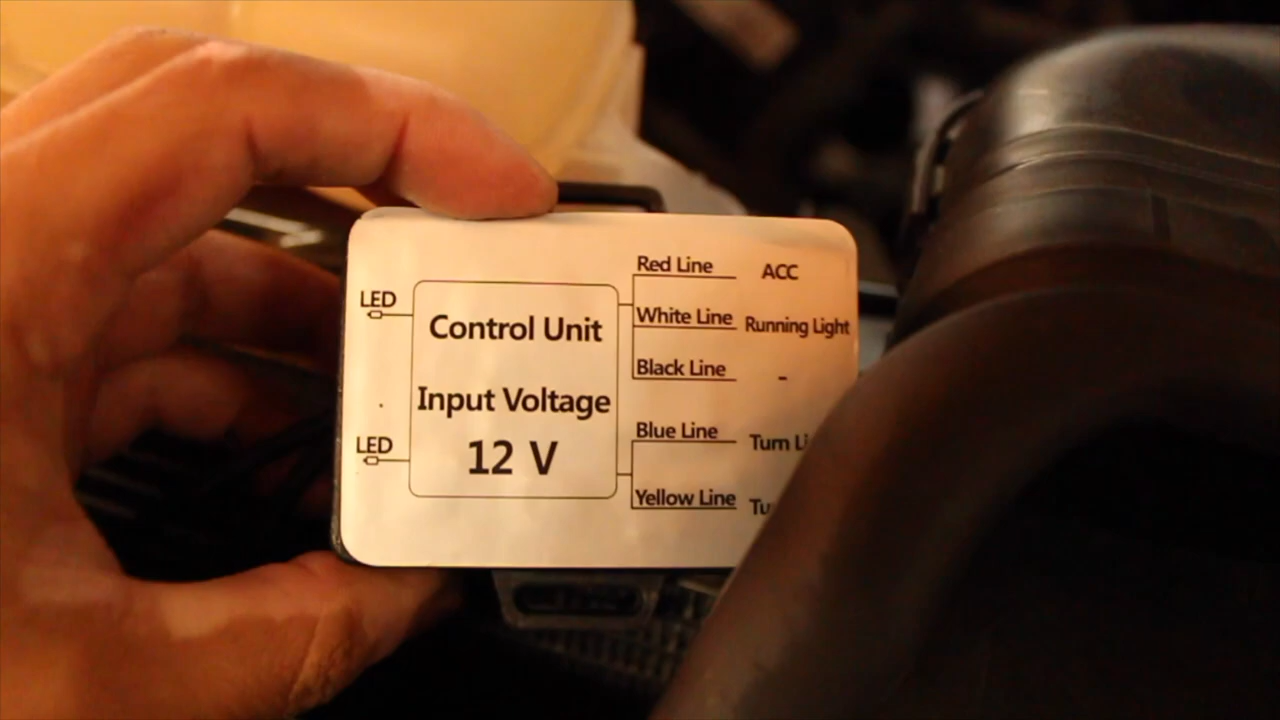 LED
LED
Control Unit
Input Voltage
12 V
Red Line ACC
White Line Running Light
Black Line -
Blue Line Turn
Yellow Line